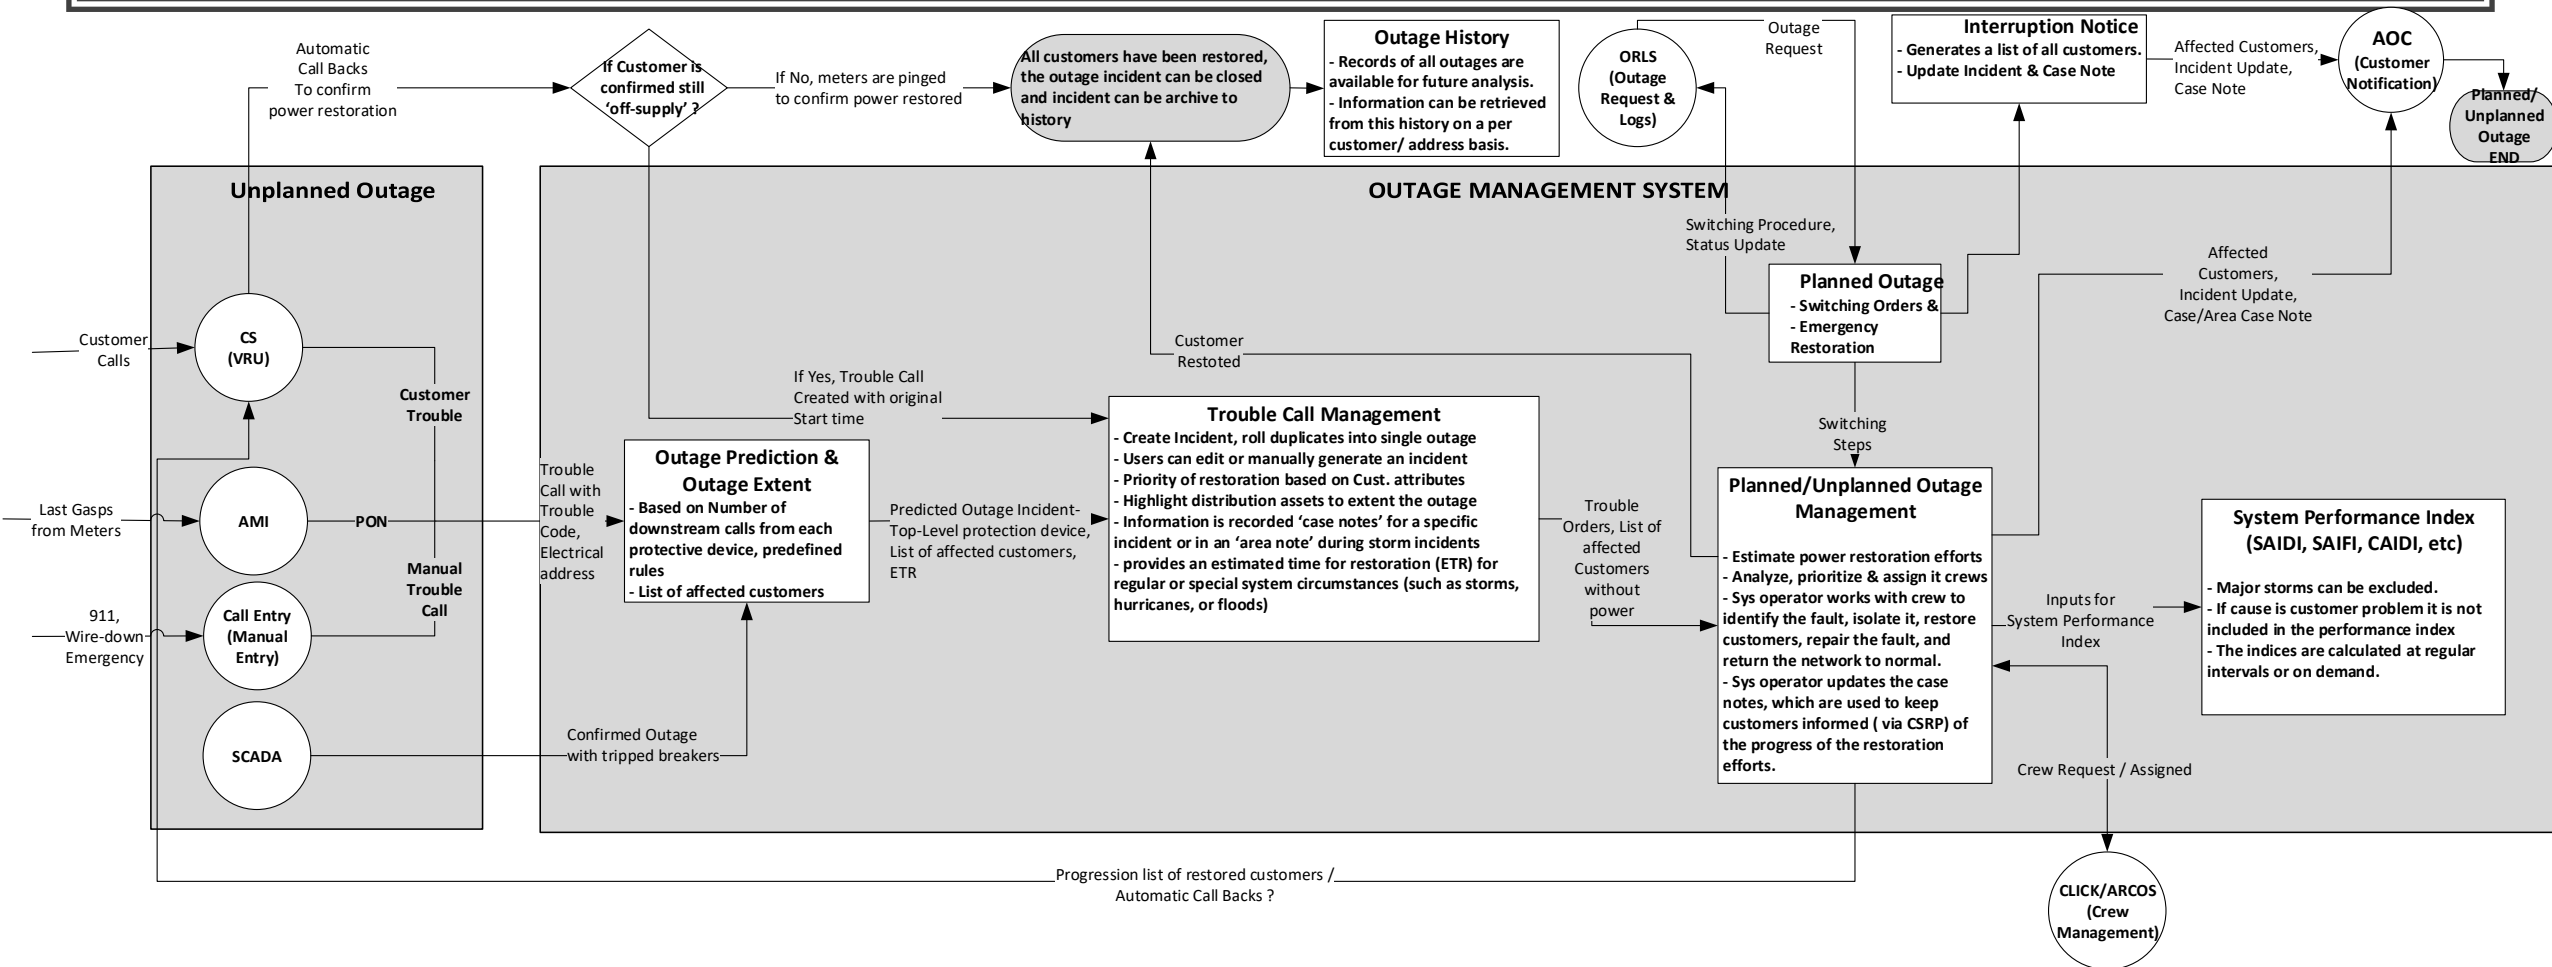 Automatic
Call Backs
To confirm
power restoration
If Customer is
confirmed still
‘off-supply’ ?
If No, meters are pinged
to confirm power restored
All customers have been restored,
the outage incident can be closed
and incident can be archive to
history
Outage History
- Records of all outages are
available for future analysis.
- Information can be retrieved
from this history on a per
customer/ address basis.
ORLS
(Outage
Request &
Logs)
Outage
Request
Interruption Notice
- Generates a list of all customers.
- Update Incident & Case Note
Affected Customers,
Incident Update,
Case Note
AOC
(Customer
Notification)
Planned/
Unplanned
Outage
END
Unplanned Outage
OUTAGE MANAGEMENT SYSTEM
Switching Procedure,
Status Update
Planned Outage
- Switching Orders &
- Emergency
Restoration
Affected
Customers,
Incident Update,
Case/Area Case Note
Customer
Calls
CS
(VRU)
Customer
Trouble
Customer
Restoted
If Yes, Trouble Call
Created with original
Start time
Switching
Steps
Last Gasps
from Meters
AMI
PON
Trouble
Call with
Trouble
Code,
Electrical
address
Outage Prediction &
Outage Extent
- Based on Number of
downstream calls from each
protective device, predefined
rules
- List of affected customers
Predicted Outage Incident-
Top-Level protection device,
List of affected customers,
ETR
Trouble Call Management
- Create Incident, roll duplicates into single outage
- Users can edit or manually generate an incident
- Priority of restoration based on Cust. attributes
- Highlight distribution assets to extent the outage
- Information is recorded ‘case notes’ for a specific
incident or in an ‘area note’ during storm incidents
- provides an estimated time for restoration (ETR) for
regular or special system circumstances (such as storms,
hurricanes, or floods)
Trouble
Orders, List of
affected
Customers
without
power
Planned/Unplanned Outage
Management
- Estimate power restoration efforts
- Analyze, prioritize & assign it crews
- Sys operator works with crew to
identify the fault, isolate it, restore
customers, repair the fault, and
return the network to normal.
- Sys operator updates the case
notes, which are used to keep
customers informed ( via CSRP) of
the progress of the restoration
efforts.
Inputs for
System Performance
Index
System Performance Index
(SAIDI, SAIFI, CAIDI, etc)
- Major storms can be excluded.
- If cause is customer problem it is not
included in the performance index
- The indices are calculated at regular
intervals or on demand.
911,
Wire-down
Emergency
Call Entry
(Manual
Entry)
Manual
Trouble
Call
SCADA
Confirmed Outage
with tripped breakers
Crew Request / Assigned
Progression list of restored customers /
Automatic Call Backs ?
CLICK/ARCOS
(Crew
Management)